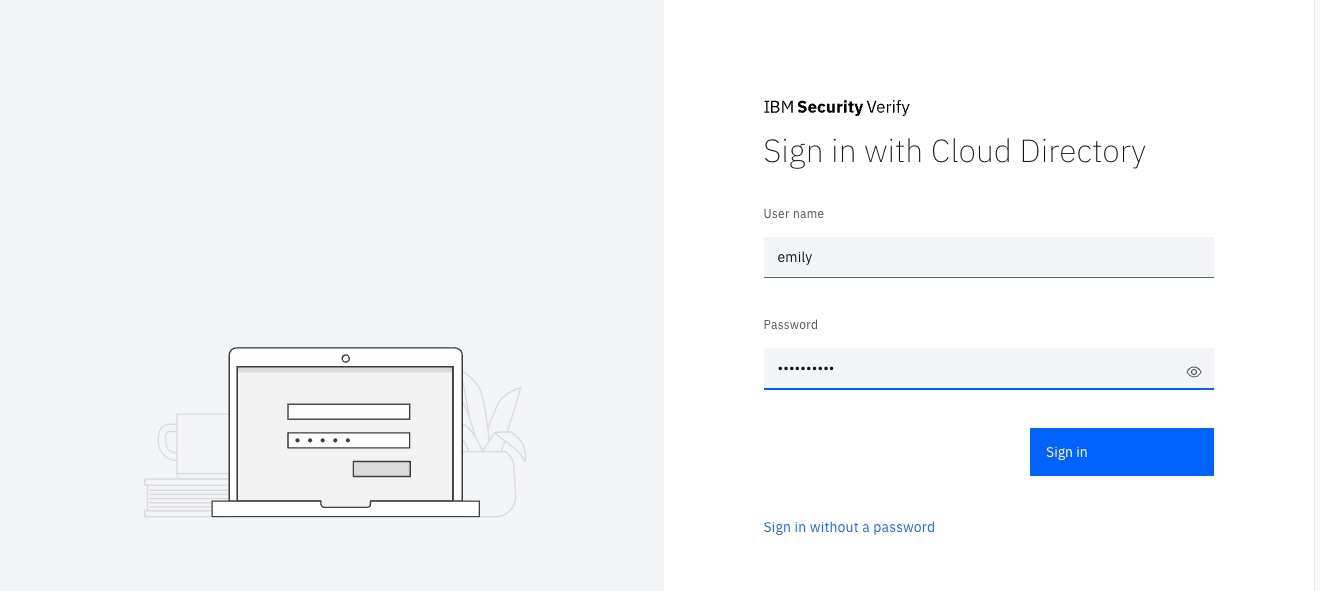 IBM Security Verify
Sign in with Cloud Directory
User name
emily
Password
••••••••••
Sign in
Sign in without a password